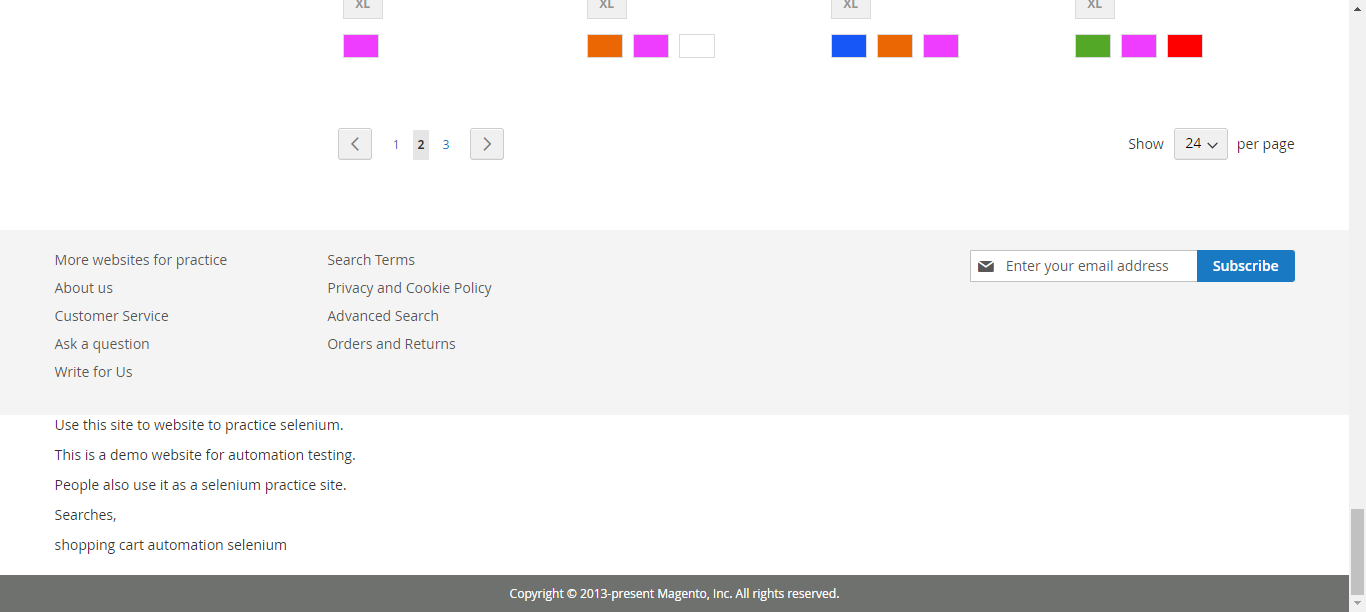 XL XL XL XL
1 2 3 Show 24 per page
More websites for practice
About us
Customer Service
Ask a question
Write for Us
Search Terms
Privacy and Cookie Policy
Advanced Search
Orders and Returns
Enter your email address Subscribe
Use this site to website to practice selenium.
This is a demo website for automation testing.
People also use it as a selenium practice site.
Searches,
shopping cart automation selenium
Copyright © 2013-present Magento, Inc. All rights reserved.